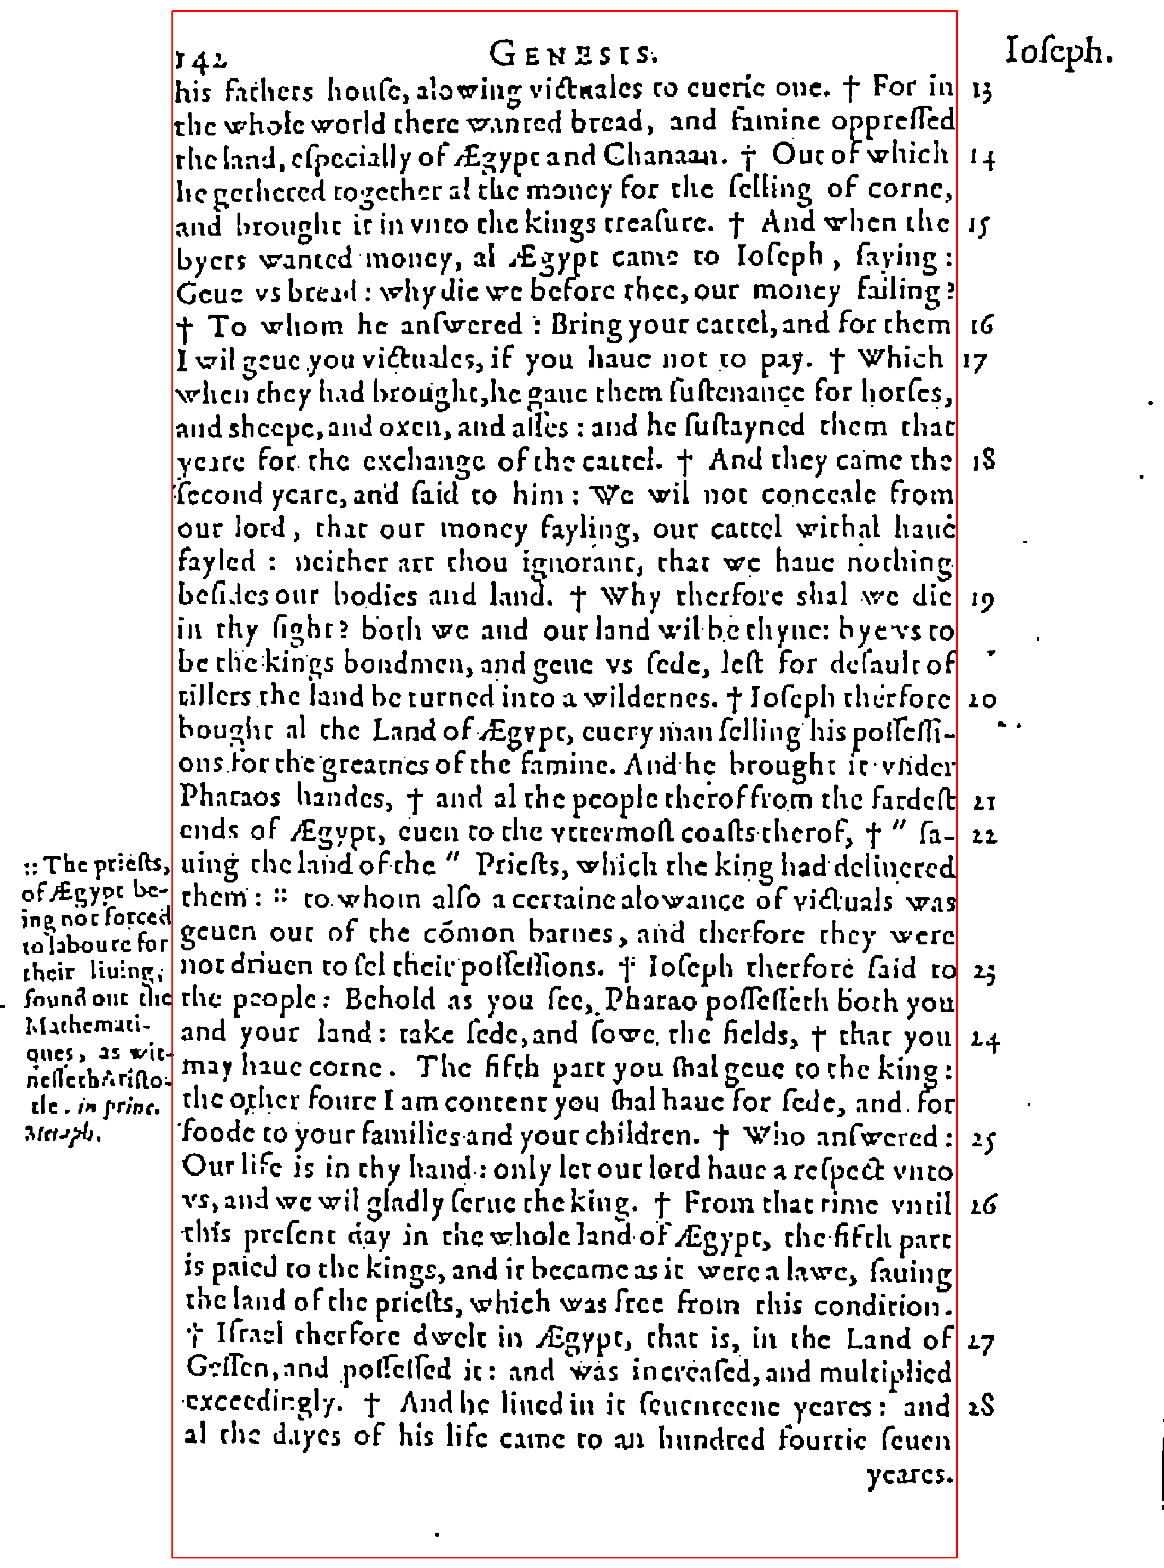 142 GENESIS. Ioſeph.
his fathers houſe, alowing victuales to euerie one. † For in 13
the whole world there wanted bread, and famine oppreſſed
the land, eſpecially of Ægypt and Chanaan. † Out of which 14
he gethered together al the money for the ſelling of corne,
and brought it in vnto the kings treaſure. † And when the 15
byers wanted money, al Ægypt came to Ioſeph, ſaying:
Geue vs bread: why die we before thee, our money failing?
† To whom he anſwered: Bring your cattel, and for them 16
I wil geue you victuales, if you haue not to pay. † Which 17
when they had brought, he gaue them ſuſtenance for horſes,
and sheepe, and oxen, and aſſes: and he ſuſtayned them that
yeare for the exchange of the cattel. † And they came the 18
ſecond yeare, and ſaid to him: We wil not conceale from
our lord, that our money fayling, our cattel withal haue
fayled: neither art thou ignorant, that we haue nothing
beſides our bodies and land. † Why therfore shal we die 19
in thy ſight? both we and our land wil be thyne: bye vs to
be the kings bondmen, and geue vs ſede, leſt for default of
tillers the land be turned into a wildernes. † Ioſeph therfore 20
bought al the Land of Ægypt, euery man ſelling his poſſeſſi-
ons for the greatnes of the famine. And he brought it vnder
Pharaos handes, † and al the people therof from the fardeſt 21
ends of Ægypt, euen to the vttermoſt coaſts therof, † " ſa- 22
uing the land of the " Prieſts, which the king had deliuered
them: :: to whom alſo a certaine alowance of victuals was
geuen out of the cōmon barnes, and therfore they were
not driuen to ſel their poſſeſſions. † Ioſeph therfore ſaid to 23
the people: Behold as you ſee, Pharao poſſeſſeth both you
and your land: take ſede, and ſowe the fields, † that you 24
may haue corne. The fifth part you ſhal geue to the king:
the other foure I am content you ſhal haue for ſede, and for
foode to your families and your children. † Who anſwered: 25
Our life is in thy hand: only let our lord haue a reſpect vnto
vs, and we wil gladly ſerue the king. † From that time vntil 26
this preſent day in the whole land of Ægypt, the fifth part
is paied to the kings, and it became as it were a lawe, ſauing
the land of the prieſts, which was free from this condition.
† Iſrael therfore dwelt in Ægypt, that is, in the Land of 27
Geſſen, and poſſeſſed it: and was increaſed, and multiplied
exceedingly. † And he liued in it ſeuenteene yeares: and 28
al the dayes of his life came to an hundred fourtie ſeuen
yeares.
:: The prieſts,
of Ægypt be-
ing not forced
to laboure for
their liuing,
found out the
Mathemati-
ques, as wit-
neſſeth Ariſto-
tle. in princ.
Metaph.